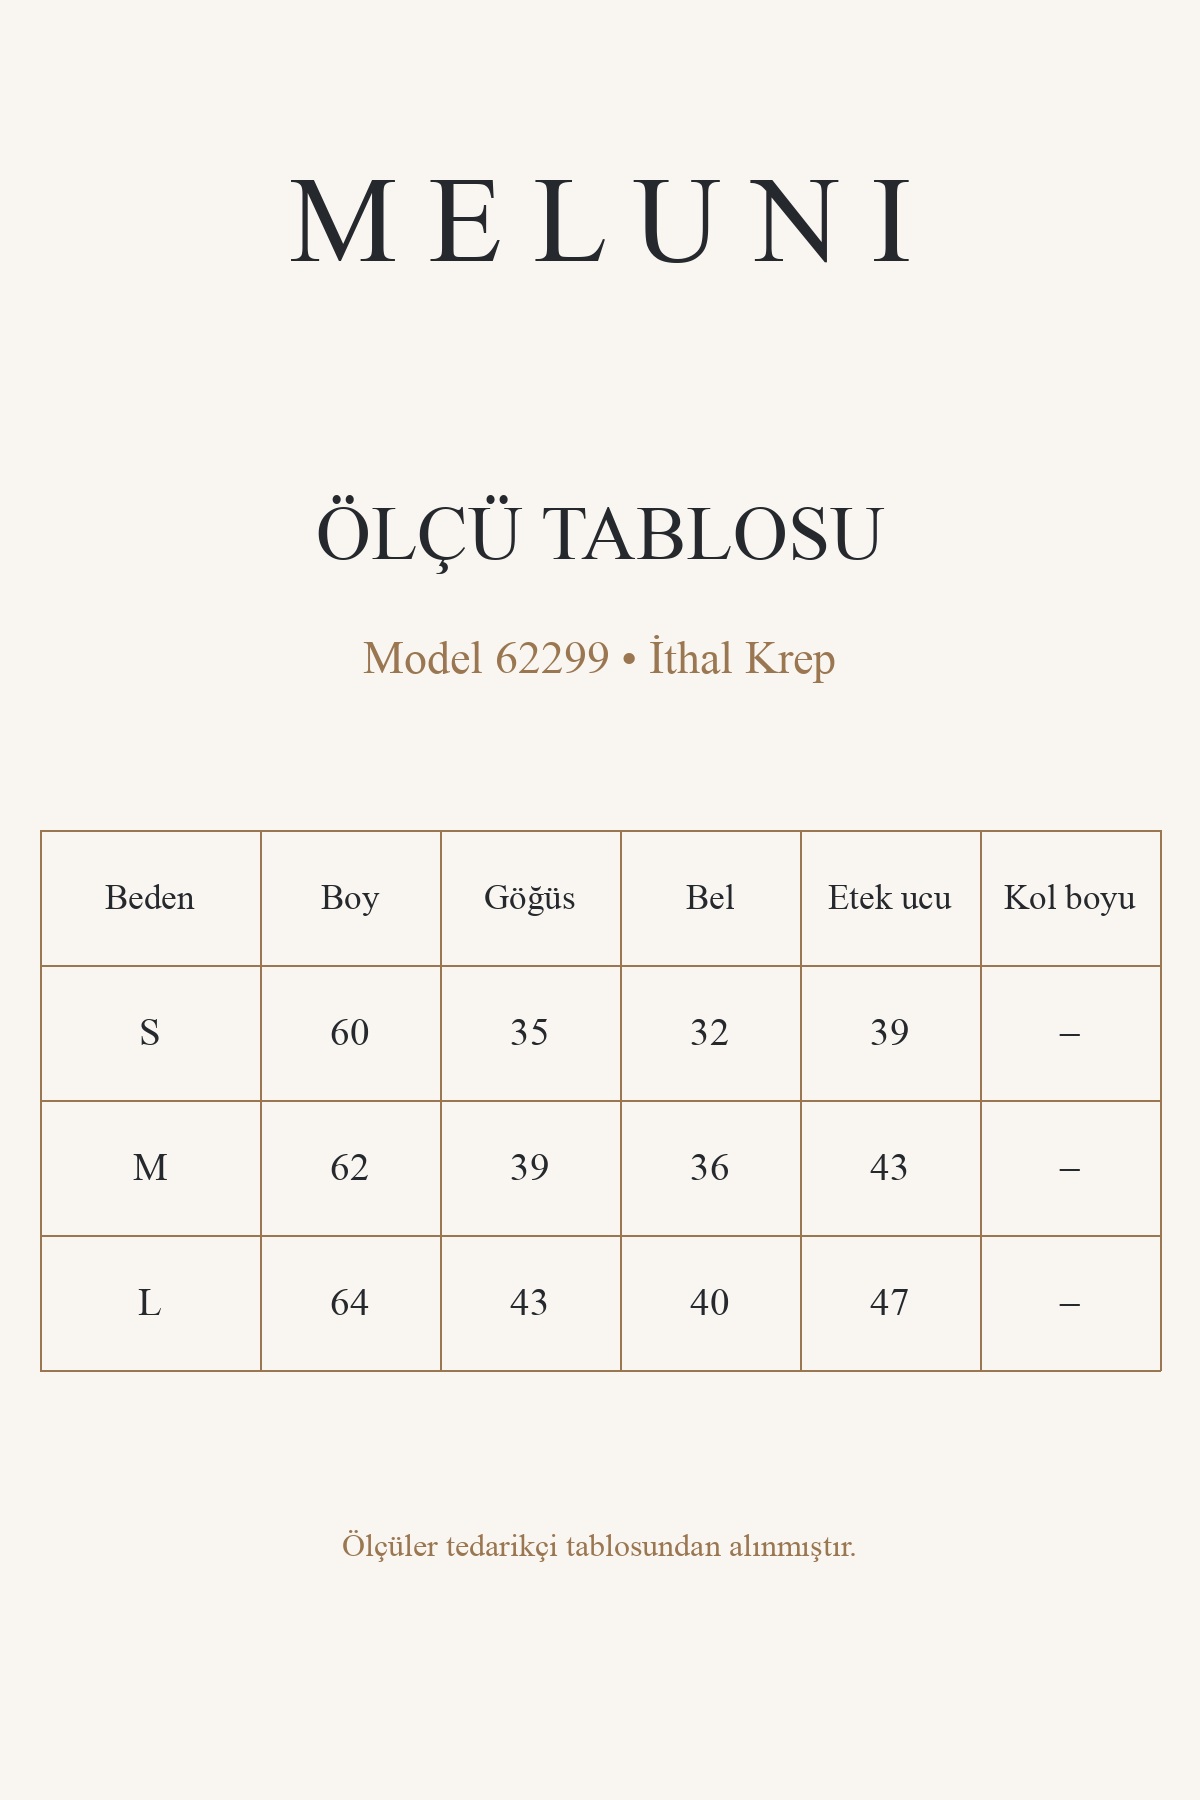 MELUNI
ÖLÇÜ TABLOSU
Model 62299 • İthal Krep
Beden Boy Göğüs Bel Etek ucu Kol boyu
S 60 35 32 39 –
M 62 39 36 43 –
L 64 43 40 47 –
Ölçüler tedarikçi tablosundan alınmıştır.